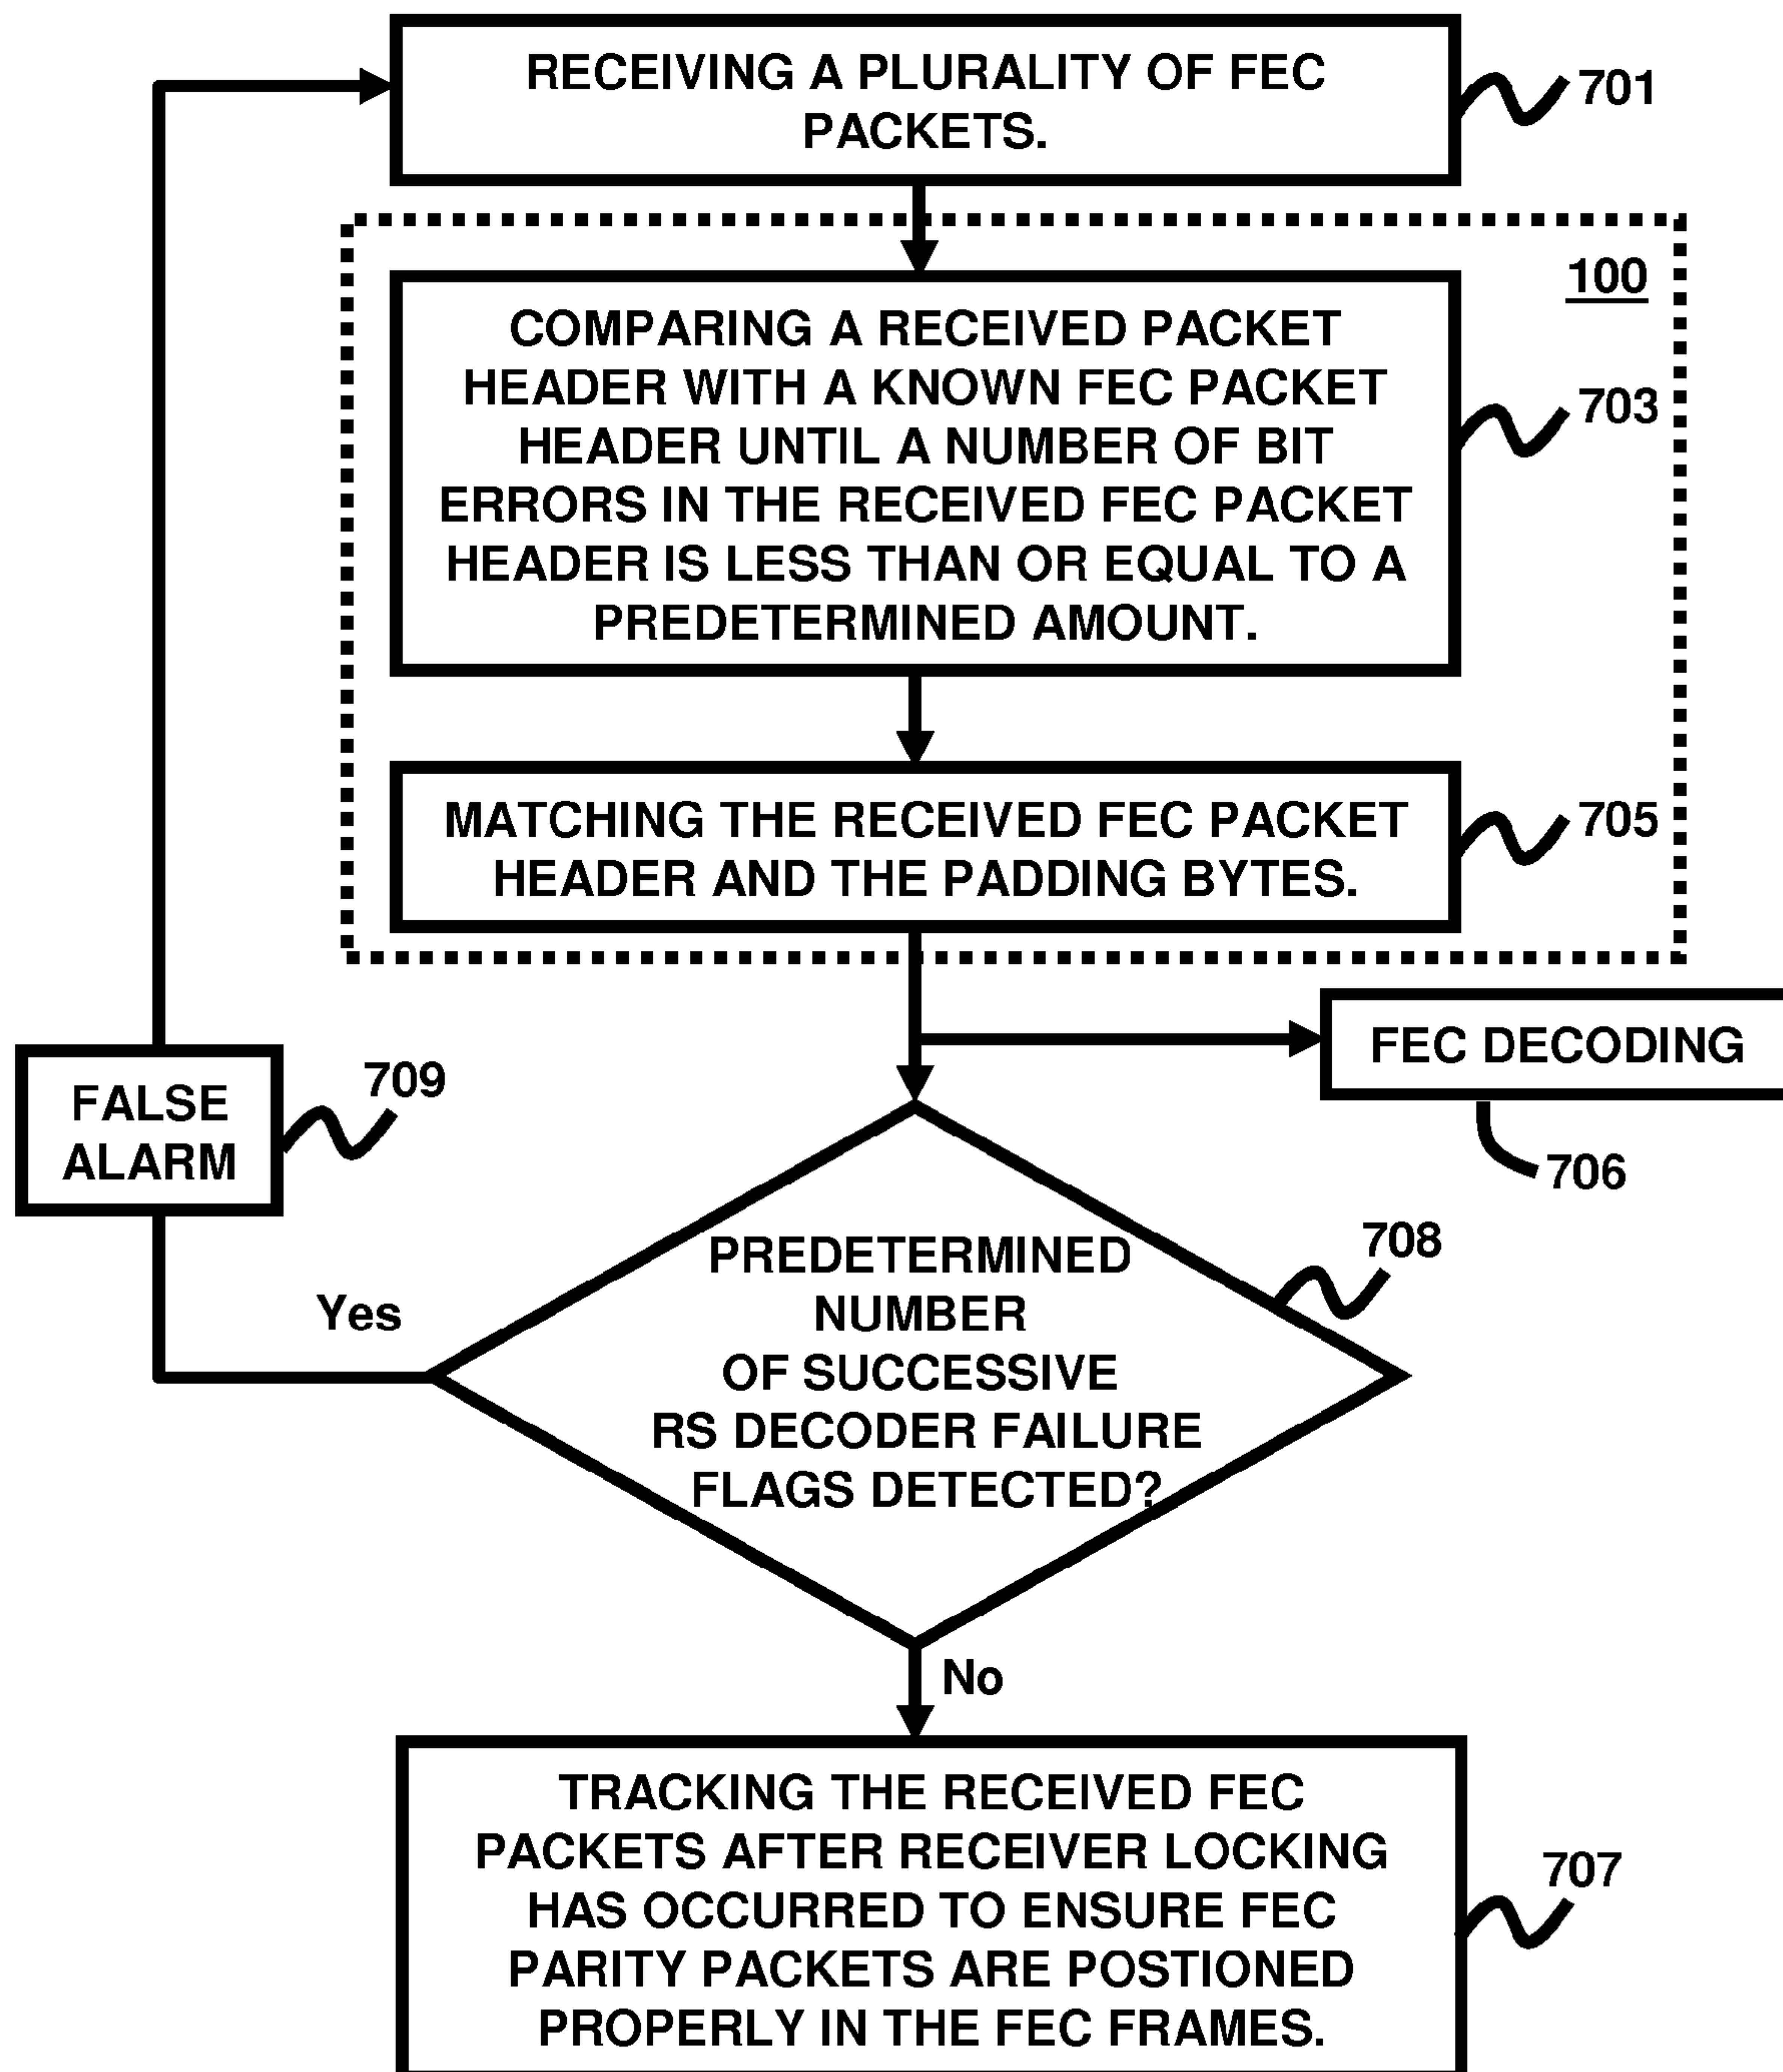 RECEIVING A PLURALITY OF FEC
PACKETS.
701
100
COMPARING A RECEIVED PACKET
HEADER WITH A KNOWN FEC PACKET
HEADER UNTIL A NUMBER OF BIT
ERRORS IN THE RECEIVED FEC PACKET
HEADER IS LESS THAN OR EQUAL TO A
PREDETERMINED AMOUNT.
703
MATCHING THE RECEIVED FEC PACKET
HEADER AND THE PADDING BYTES.
705
FEC DECODING
706
FALSE
ALARM
709
PREDETERMINED
NUMBER
OF SUCCESSIVE
RS DECODER FAILURE
FLAGS DETECTED?
708
Yes
No
TRACKING THE RECEIVED FEC
PACKETS AFTER RECEIVER LOCKING
HAS OCCURRED TO ENSURE FEC
PARITY PACKETS ARE POSTIONED
PROPERLY IN THE FEC FRAMES.
707